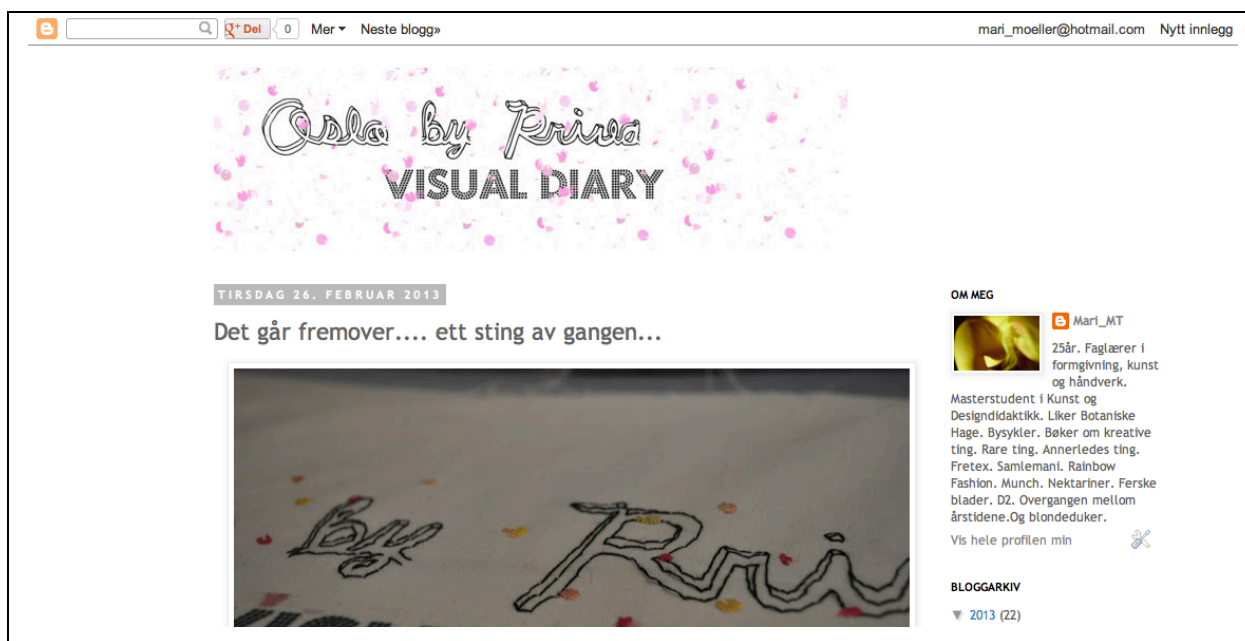 g+ Del 0 Mer Neste blogg» mari_moeller@hotmail.com Nytt innlegg
Oslo by Priva
VISUAL DIARY
TIRSDAG 26. FEBRUAR 2013
Det går fremover.... ett sting av gangen...
by Pri
OM MEG
Mari_MT
25år. Faglærer i
formgivning, kunst
og håndverk.
Masterstudent i Kunst og
Designdidaktikk. Liker Botaniske
Hage. Bysykler. Bøker om kreative
ting. Rare ting. Annerledes ting.
Fretex. Samlemani. Rainbow
Fashion. Munch. Nektariner. Ferske
blader. D2. Overgangen mellom
årstidene.Og blondeduker.
Vis hele profilen min
BLOGGARKIV
▼ 2013 (22)